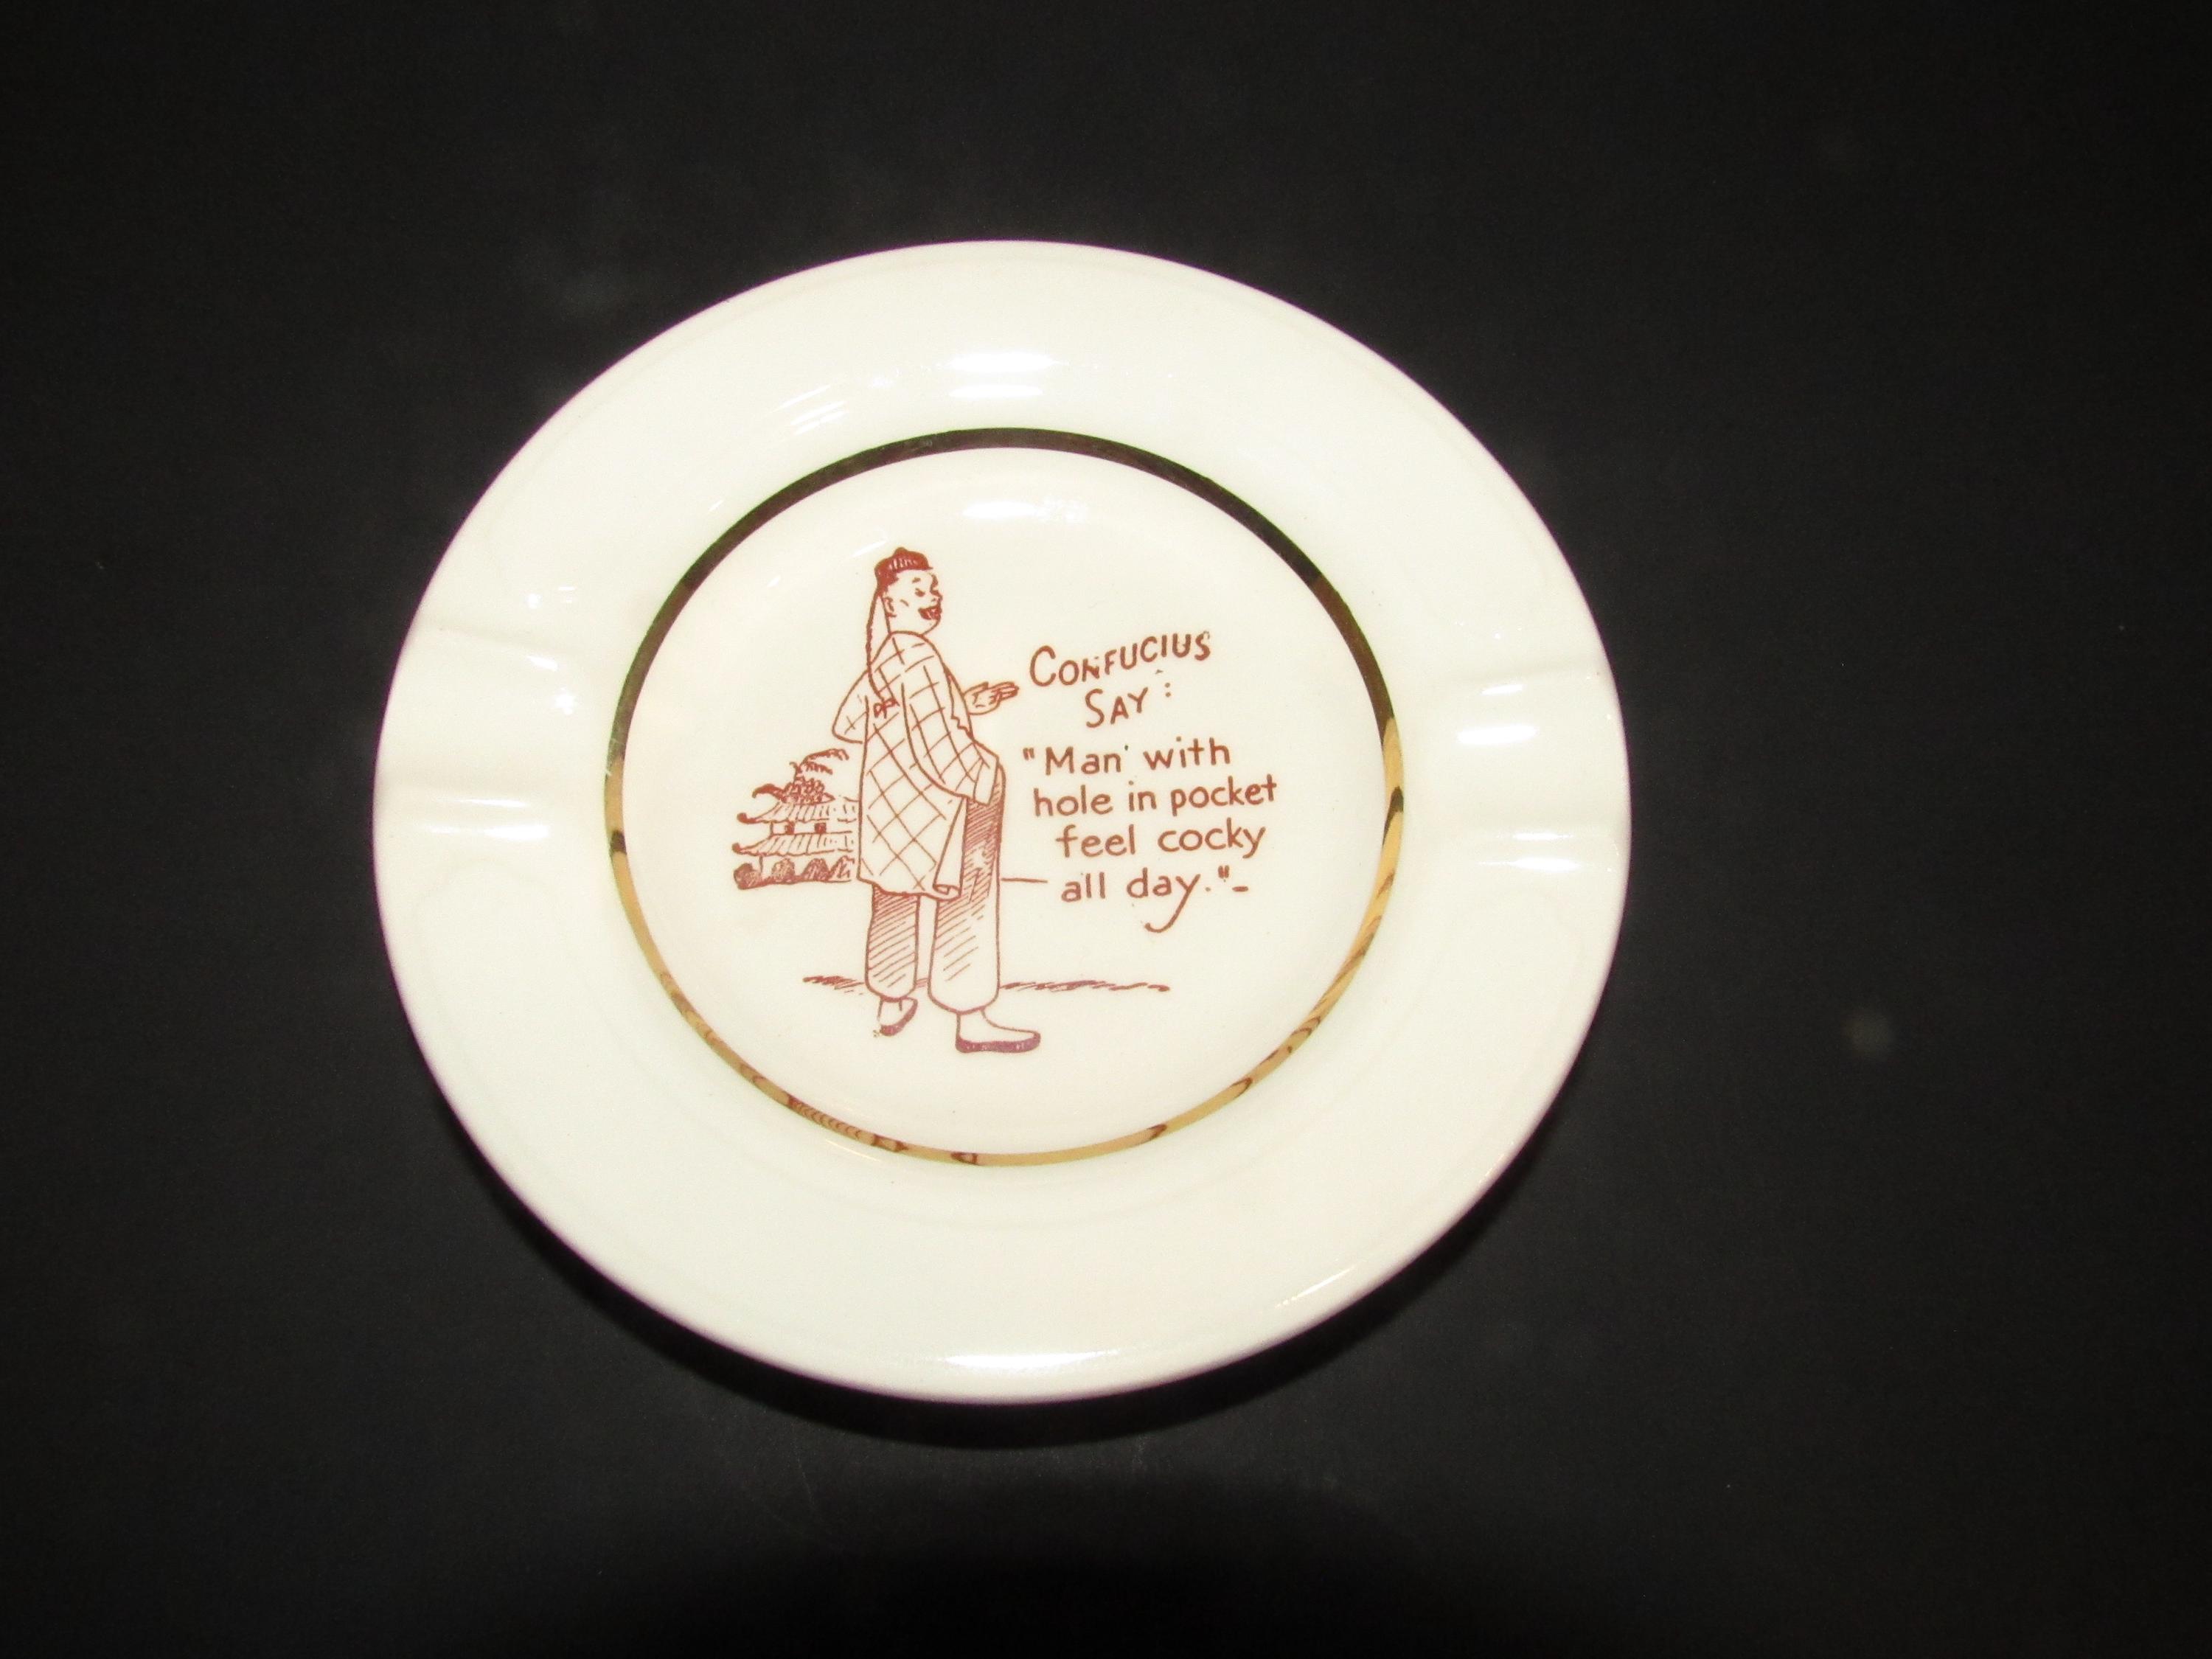 CONFUCIUS
SAY:
"Man with
hole in pocket
feel cocky
all day."-